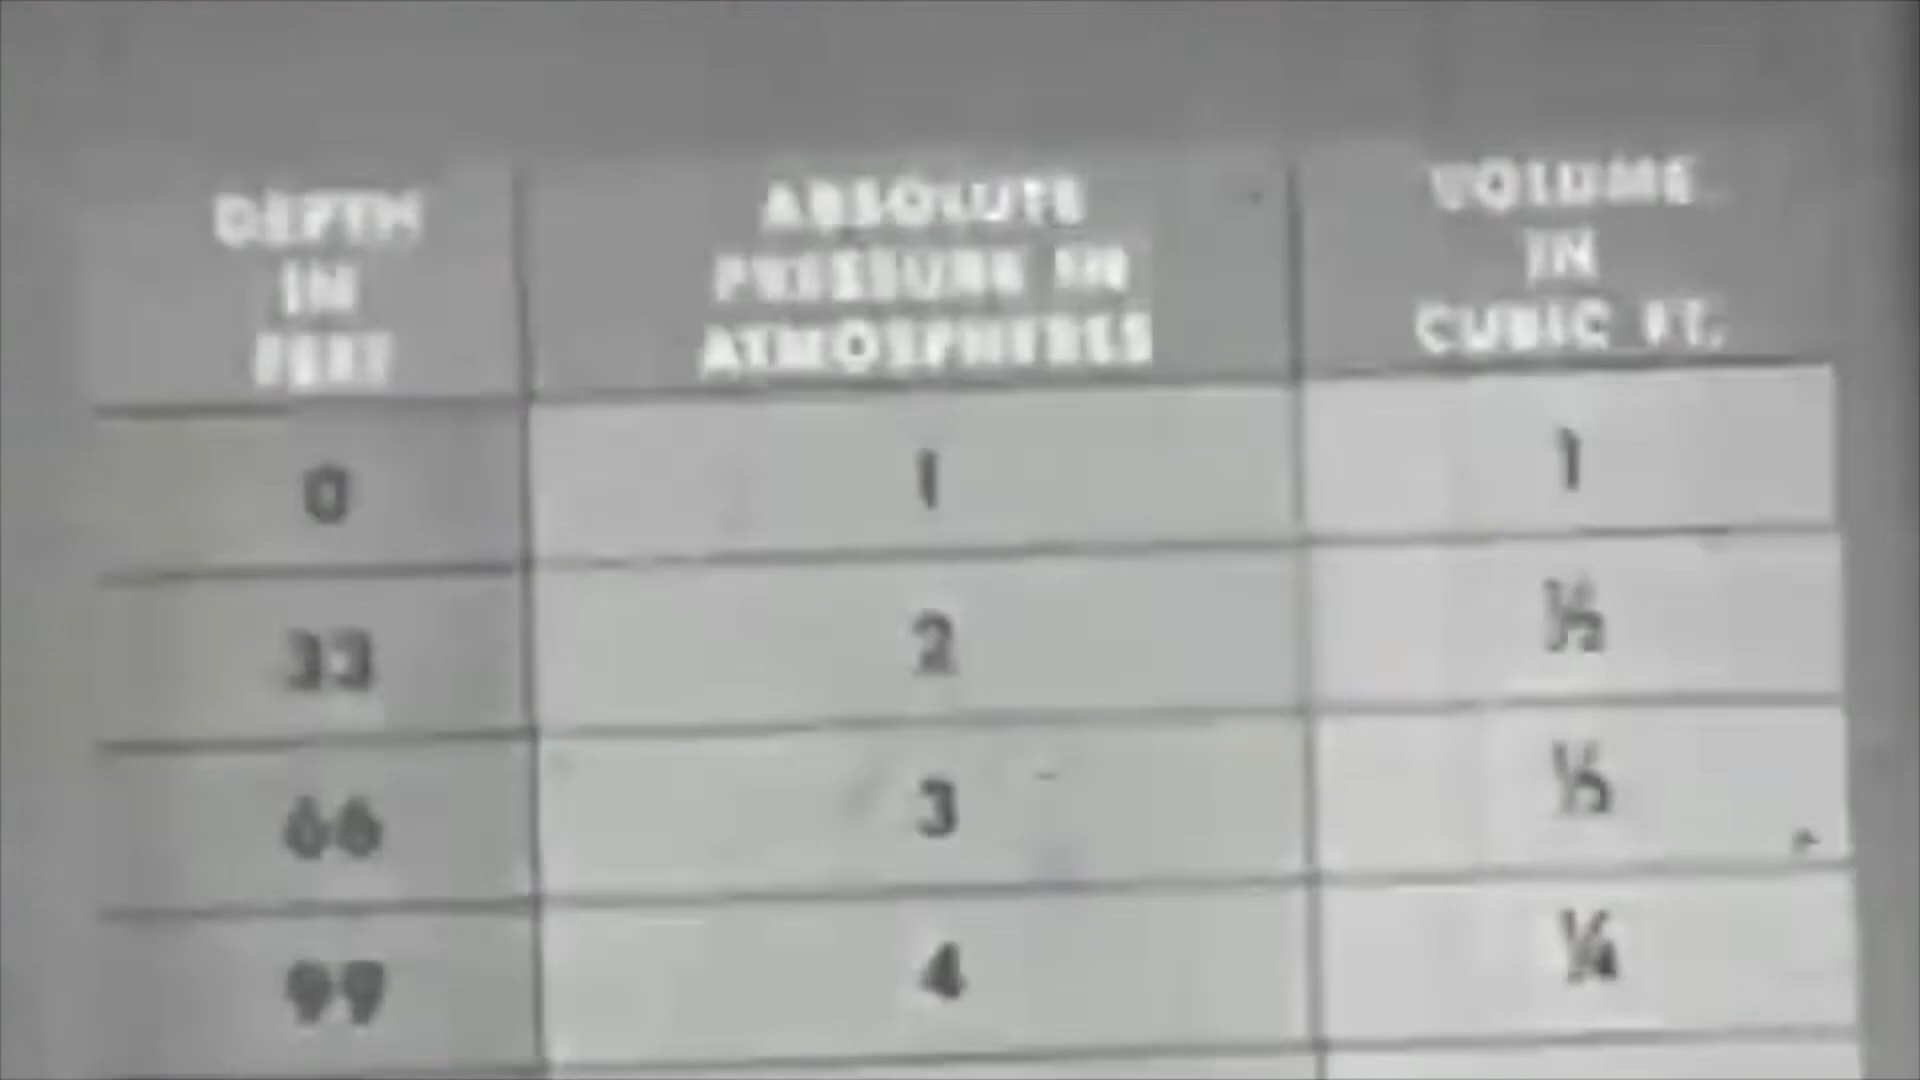 DEPTH
IN
FEET
ABSOLUTE
PRESSURE IN
ATMOSPHERES
VOLUME
IN
CUBIC FT.
0 1 1
33 2 ½
66 3 ⅓
99 4 ¼